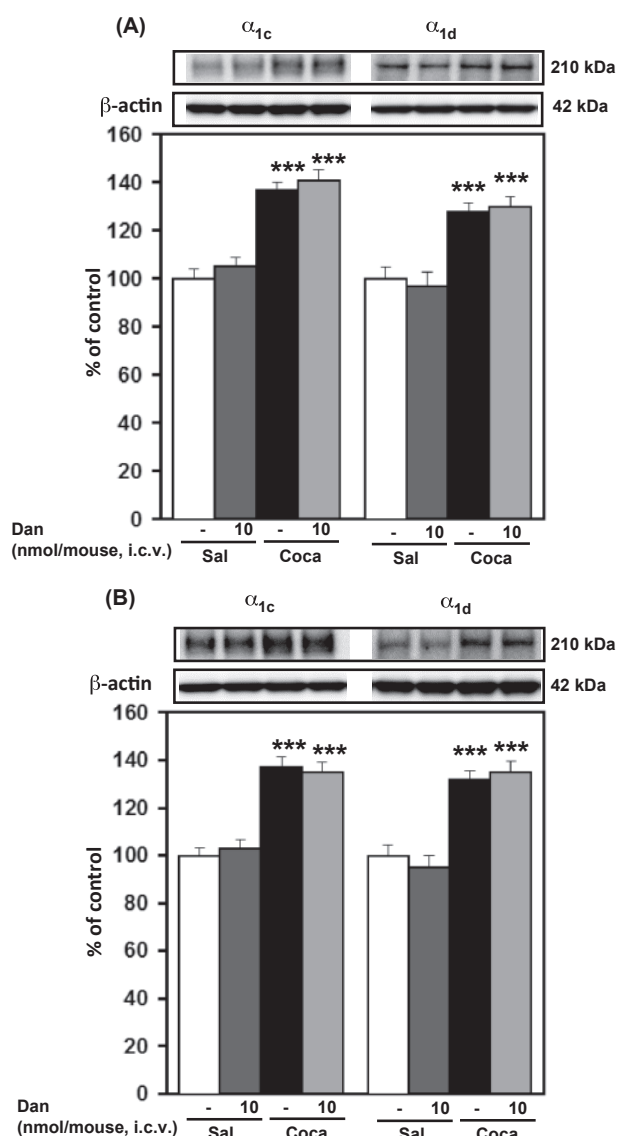 (A)
α1c α1d
210 kDa
β-actin 42 kDa
160
140
120
100
80
60
40
20
0
% of control
*** *** *** ***
Dan - 10 - 10 - 10 - 10
(nmol/mouse, i.c.v.)
Sal Coca Sal Coca
(B)
α1c α1d
210 kDa
β-actin 42 kDa
160
140
120
100
80
60
40
20
0
% of control
*** *** *** ***
Dan - 10 - 10 - 10 - 10
(nmol/mouse, i.c.v.)
Sal Coca Sal Coca